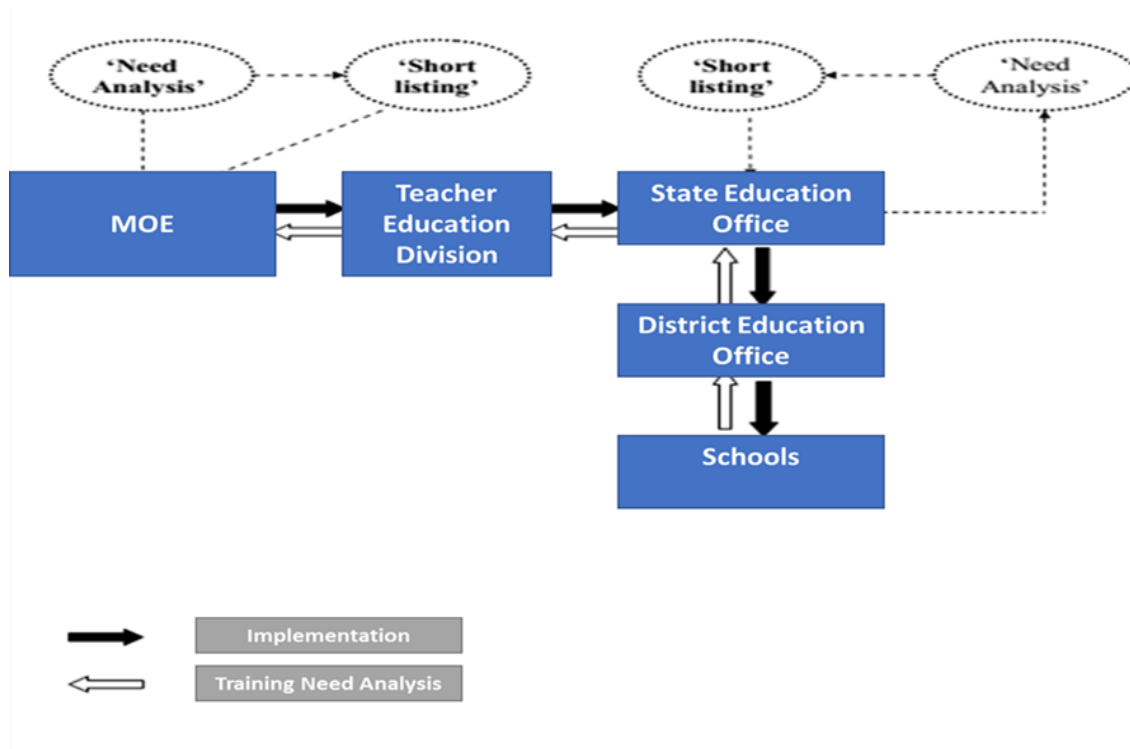 ‘Need
Analysis’
‘Short
listing’
‘Short
listing’
‘Need
Analysis’
MOE
Teacher
Education
Division
State Education
Office
District Education
Office
Schools
Implementation
Training Need Analysis